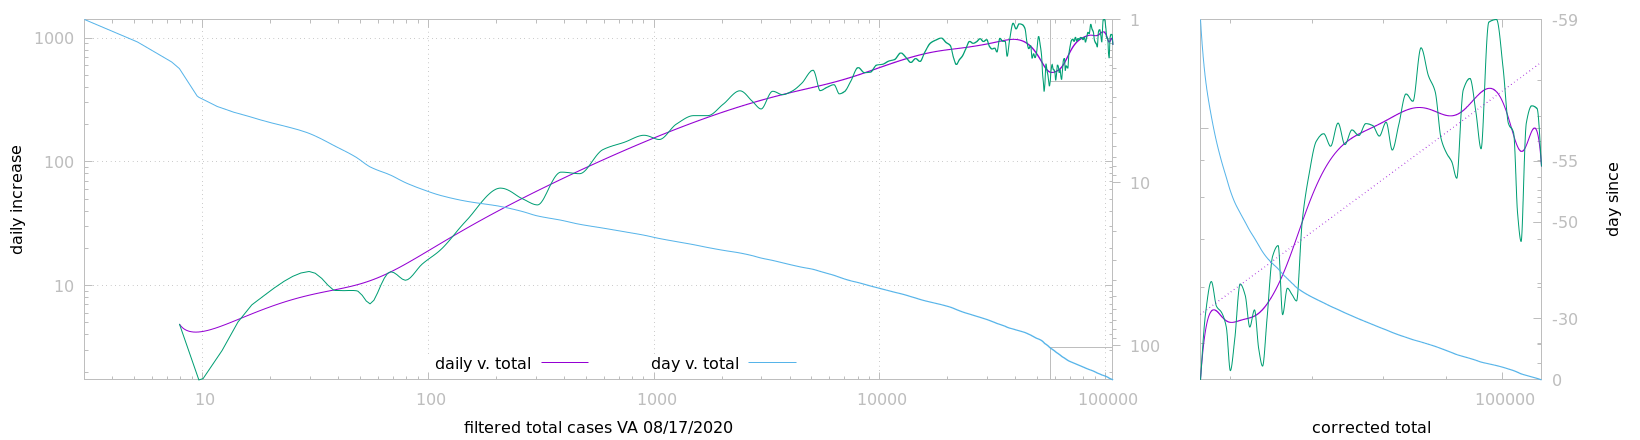 1000
100
10
daily increase
10
100
1000
10000
100000
filtered total cases VA 08/17/2020
daily v. total
day v. total
1
10
100
-59
-55
-50
-30
0
day since
100000
corrected total